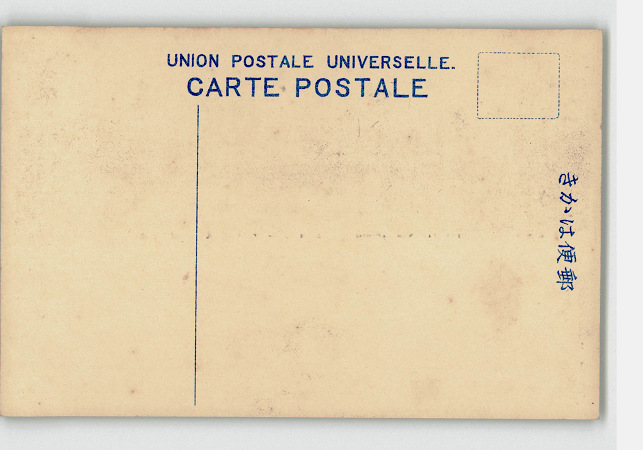 UNION POSTALE UNIVERSELLE.
CARTE POSTALE
郵便はかき